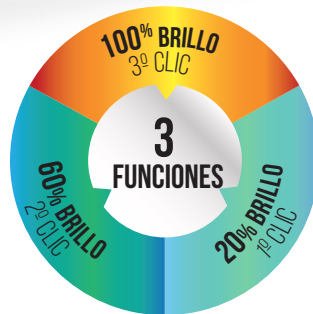 100% BRILLO
3º CLIC
3
FUNCIONES
60% BRILLO
2º CLIC
20% BRILLO
1º CLIC